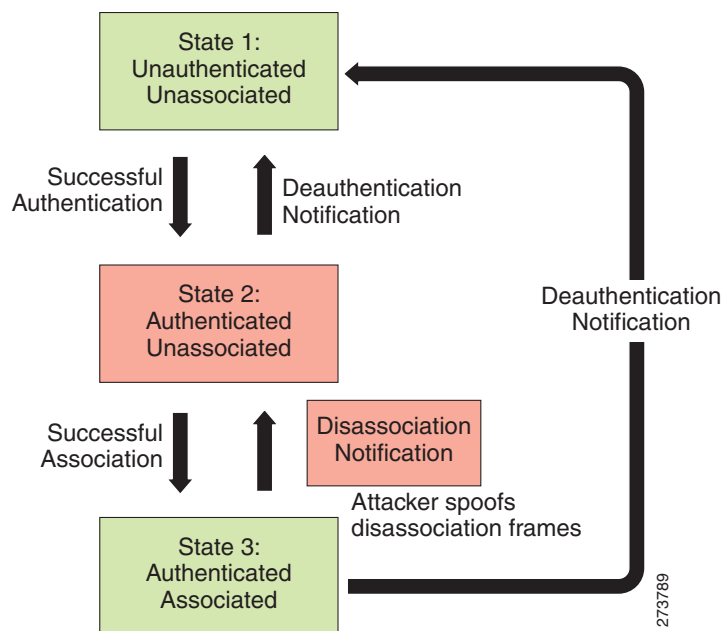 State 1:
Unauthenticated
Unassociated
Successful
Authentication
Deauthentication
Notification
State 2:
Authenticated
Unassociated
Deauthentication
Notification
Successful
Association
Disassociation
Notification
Attacker spoofs
disassociation frames
State 3:
Authenticated
Associated
273789